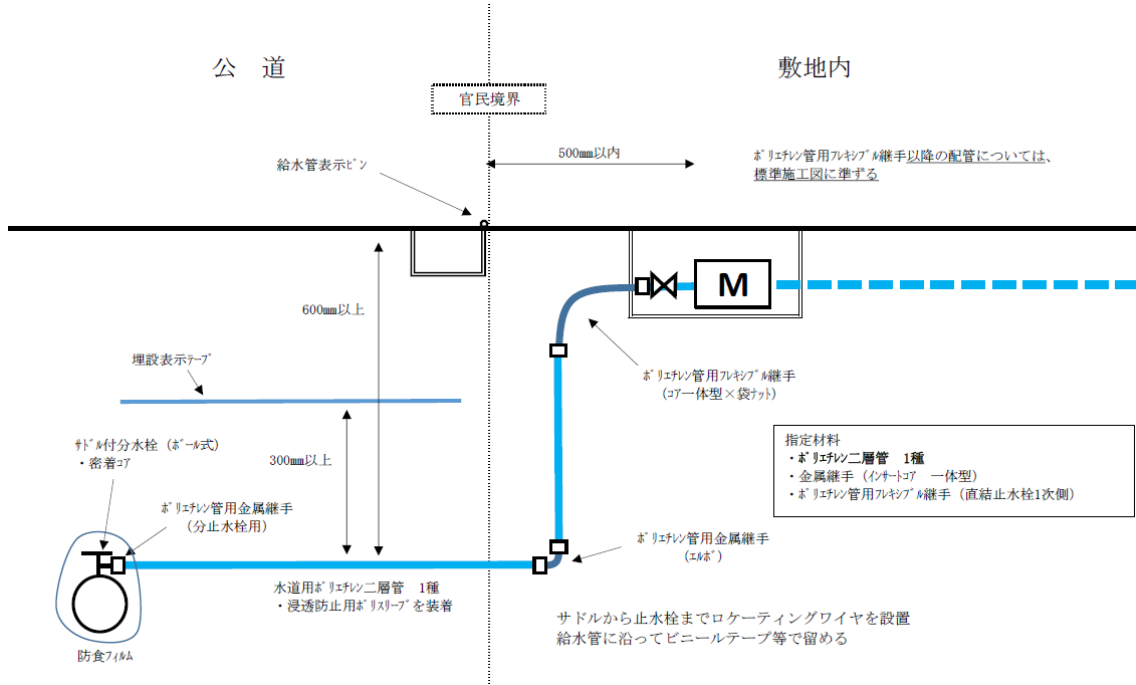 公　道
敷地内
官民境界
給水管表示ﾋﾟﾝ
500㎜以内
ﾎﾟﾘｴﾁﾚﾝ管用ﾌﾚｷｼﾌﾞﾙ継手以降の配管については、
標準施工図に準ずる
M
600㎜以上
埋設表示ﾃｰﾌﾟ
ﾎﾟﾘｴﾁﾚﾝ管用ﾌﾚｷｼﾌﾞﾙ継手
（ｺｱ一体型×袋ナット）
ｻﾄﾞﾙ付分水栓（ﾎﾞｰﾙ式）
・密着ｺｱ
300㎜以上
指定材料
・ﾎﾟﾘｴﾁﾚﾝ二層管　1種
・金属継手（ｲﾝｻｰﾄｺｱ　一体型）
・ﾎﾟﾘｴﾁﾚﾝ管用ﾌﾚｷｼﾌﾞﾙ継手（直結止水栓1次側）
ﾎﾟﾘｴﾁﾚﾝ管用金属継手
（分止水栓用）
ﾎﾟﾘｴﾁﾚﾝ管用金属継手
（ｴﾙﾎﾞ）
水道用ﾎﾟﾘｴﾁﾚﾝ二層管　1種
・浸透防止用ﾎﾟﾘｽﾘｰﾌﾞを装着
サドルから止水栓までロケーティングワイヤを設置
給水管に沿ってビニールテープ等で留める
防食ﾌｨﾙﾑ